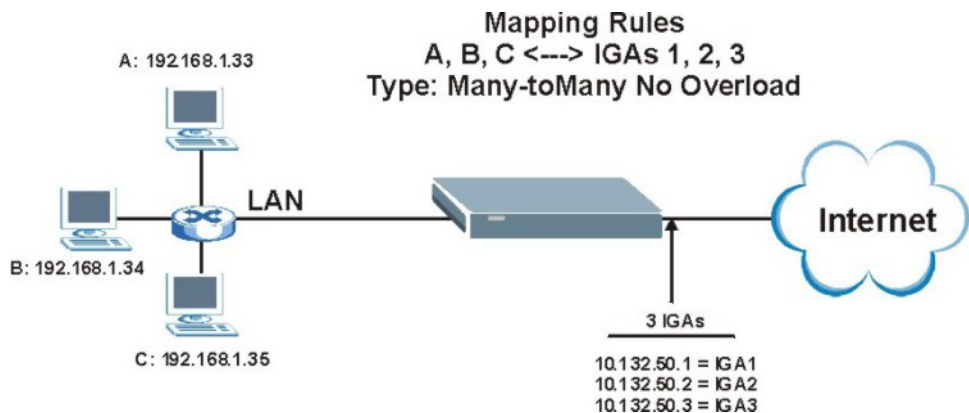 Mapping Rules
A, B, C <---> IGAs 1, 2, 3
Type: Many-toMany No Overload
A: 192.168.1.33
LAN
Internet
B: 192.168.1.34
C: 192.168.1.35
3 IGAs
10.132.50.1 = IGA1
10.132.50.2 = IGA2
10.132.50.3 = IGA3